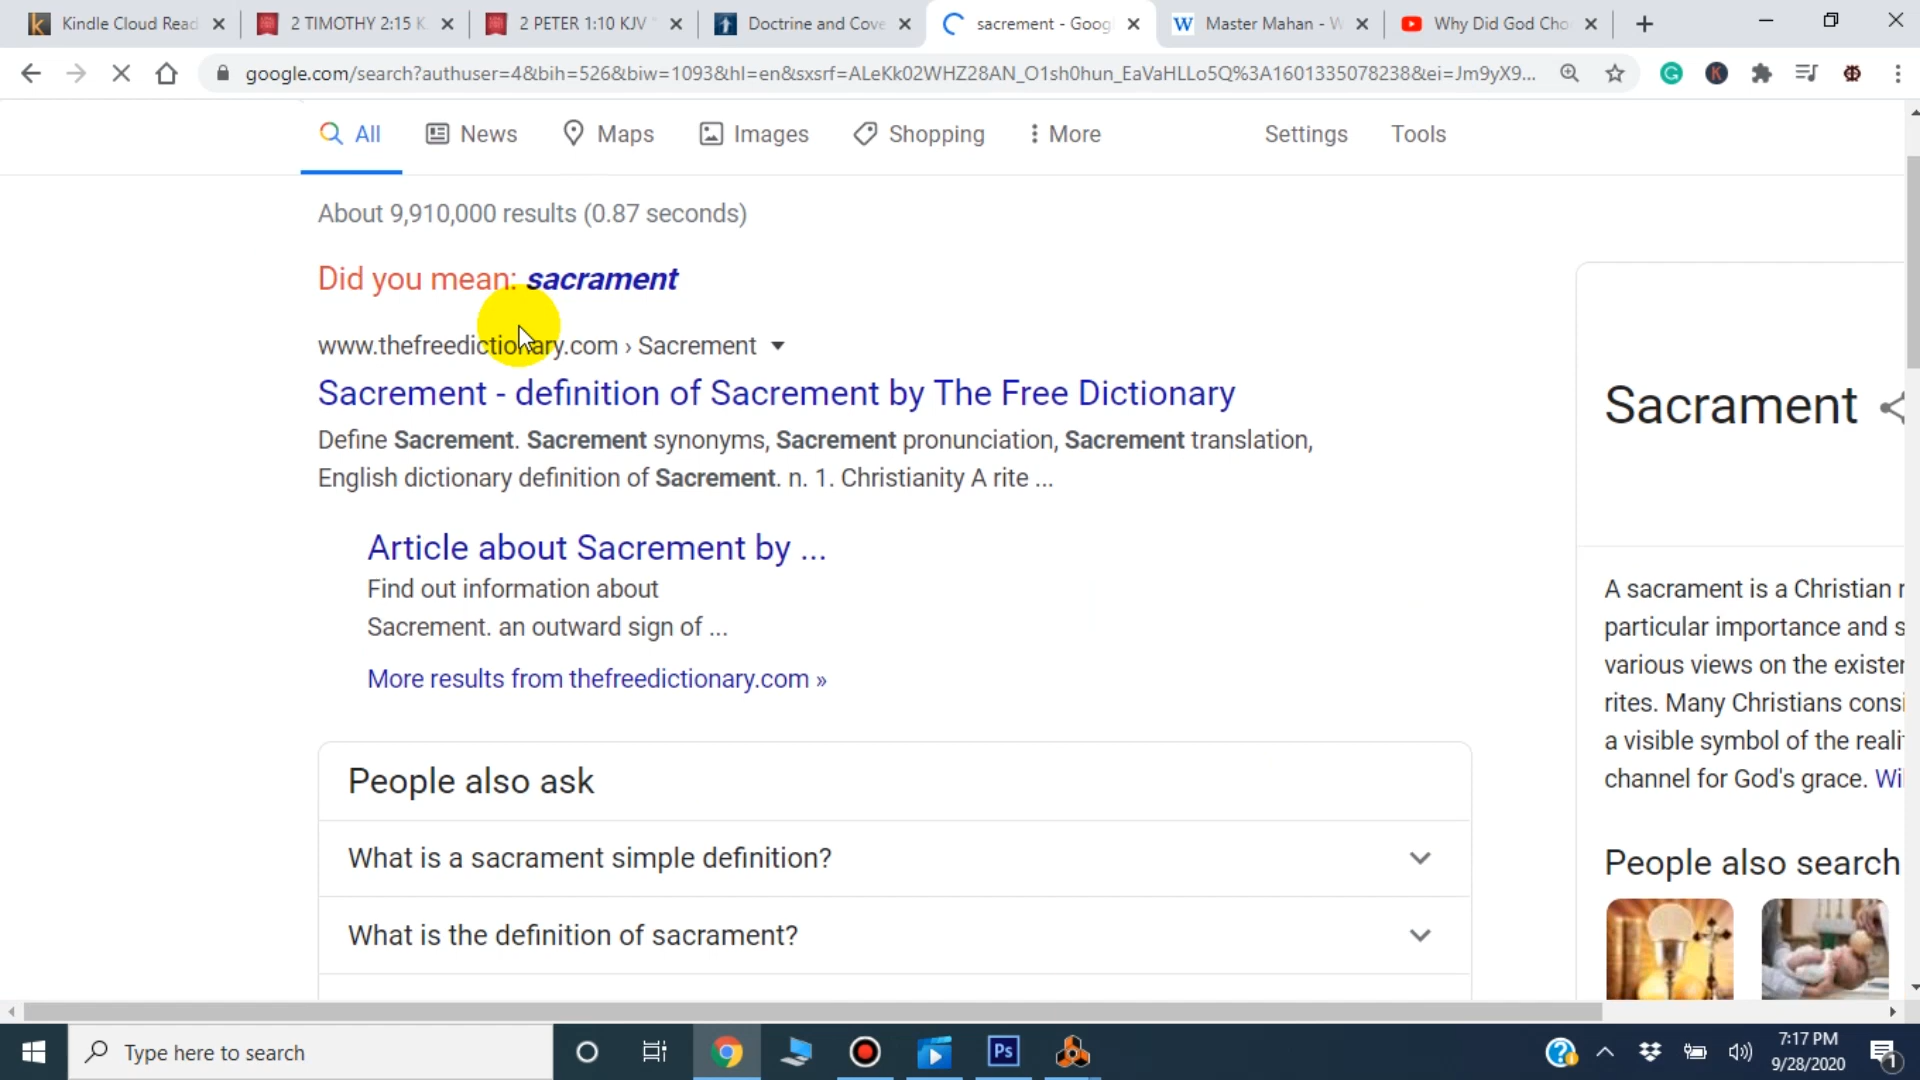 Kindle Cloud Read
2 TIMOTHY 2:15 K
2 PETER 1:10 KJV
Doctrine and Cove
sacrement - Goog
Master Mahan - W
Why Did God Cho
google.com/search?authuser=4&bih=526&biw=1093&hl=en&sxsrf=ALeKk02WHZ28AN_O1sh0hun_EaVaHLLo5Q%3A1601335078238&ei=Jm9yX9...
All
News
Maps
Images
Shopping
More
Settings
Tools
About 9,910,000 results (0.87 seconds)
Did you mean: sacrament
www.thefreedictionary.com › Sacrement
Sacrement - definition of Sacrement by The Free Dictionary
Define Sacrement. Sacrement synonyms, Sacrement pronunciation, Sacrement translation,
English dictionary definition of Sacrement. n. 1. Christianity A rite ...
Article about Sacrement by ...
Find out information about
Sacrement. an outward sign of ...
More results from thefreedictionary.com »
People also ask
What is a sacrament simple definition?
What is the definition of sacrament?
Sacrament
A sacrament is a Christian r
particular importance and s
various views on the exister
rites. Many Christians consi
a visible symbol of the reali
channel for God's grace. Wi
People also search
Type here to search
Ps
7:17 PM
9/28/2020
1